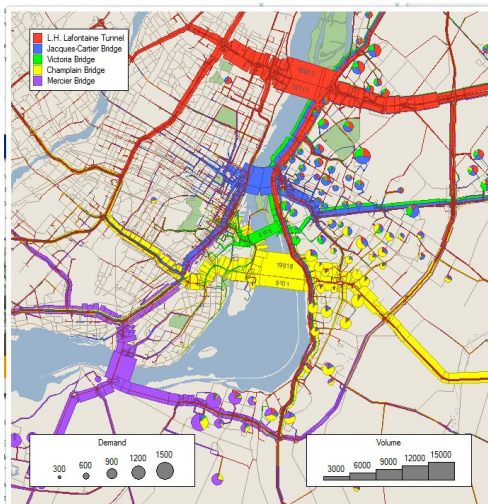 L.H. Lafontaine Tunnel
Jacques-Cartier Bridge
Victoria Bridge
Champlain Bridge
Mercier Bridge
19918
9101
Demand
300
600
900
1200
1500
Volume
3000
6000
9000
12000
15000